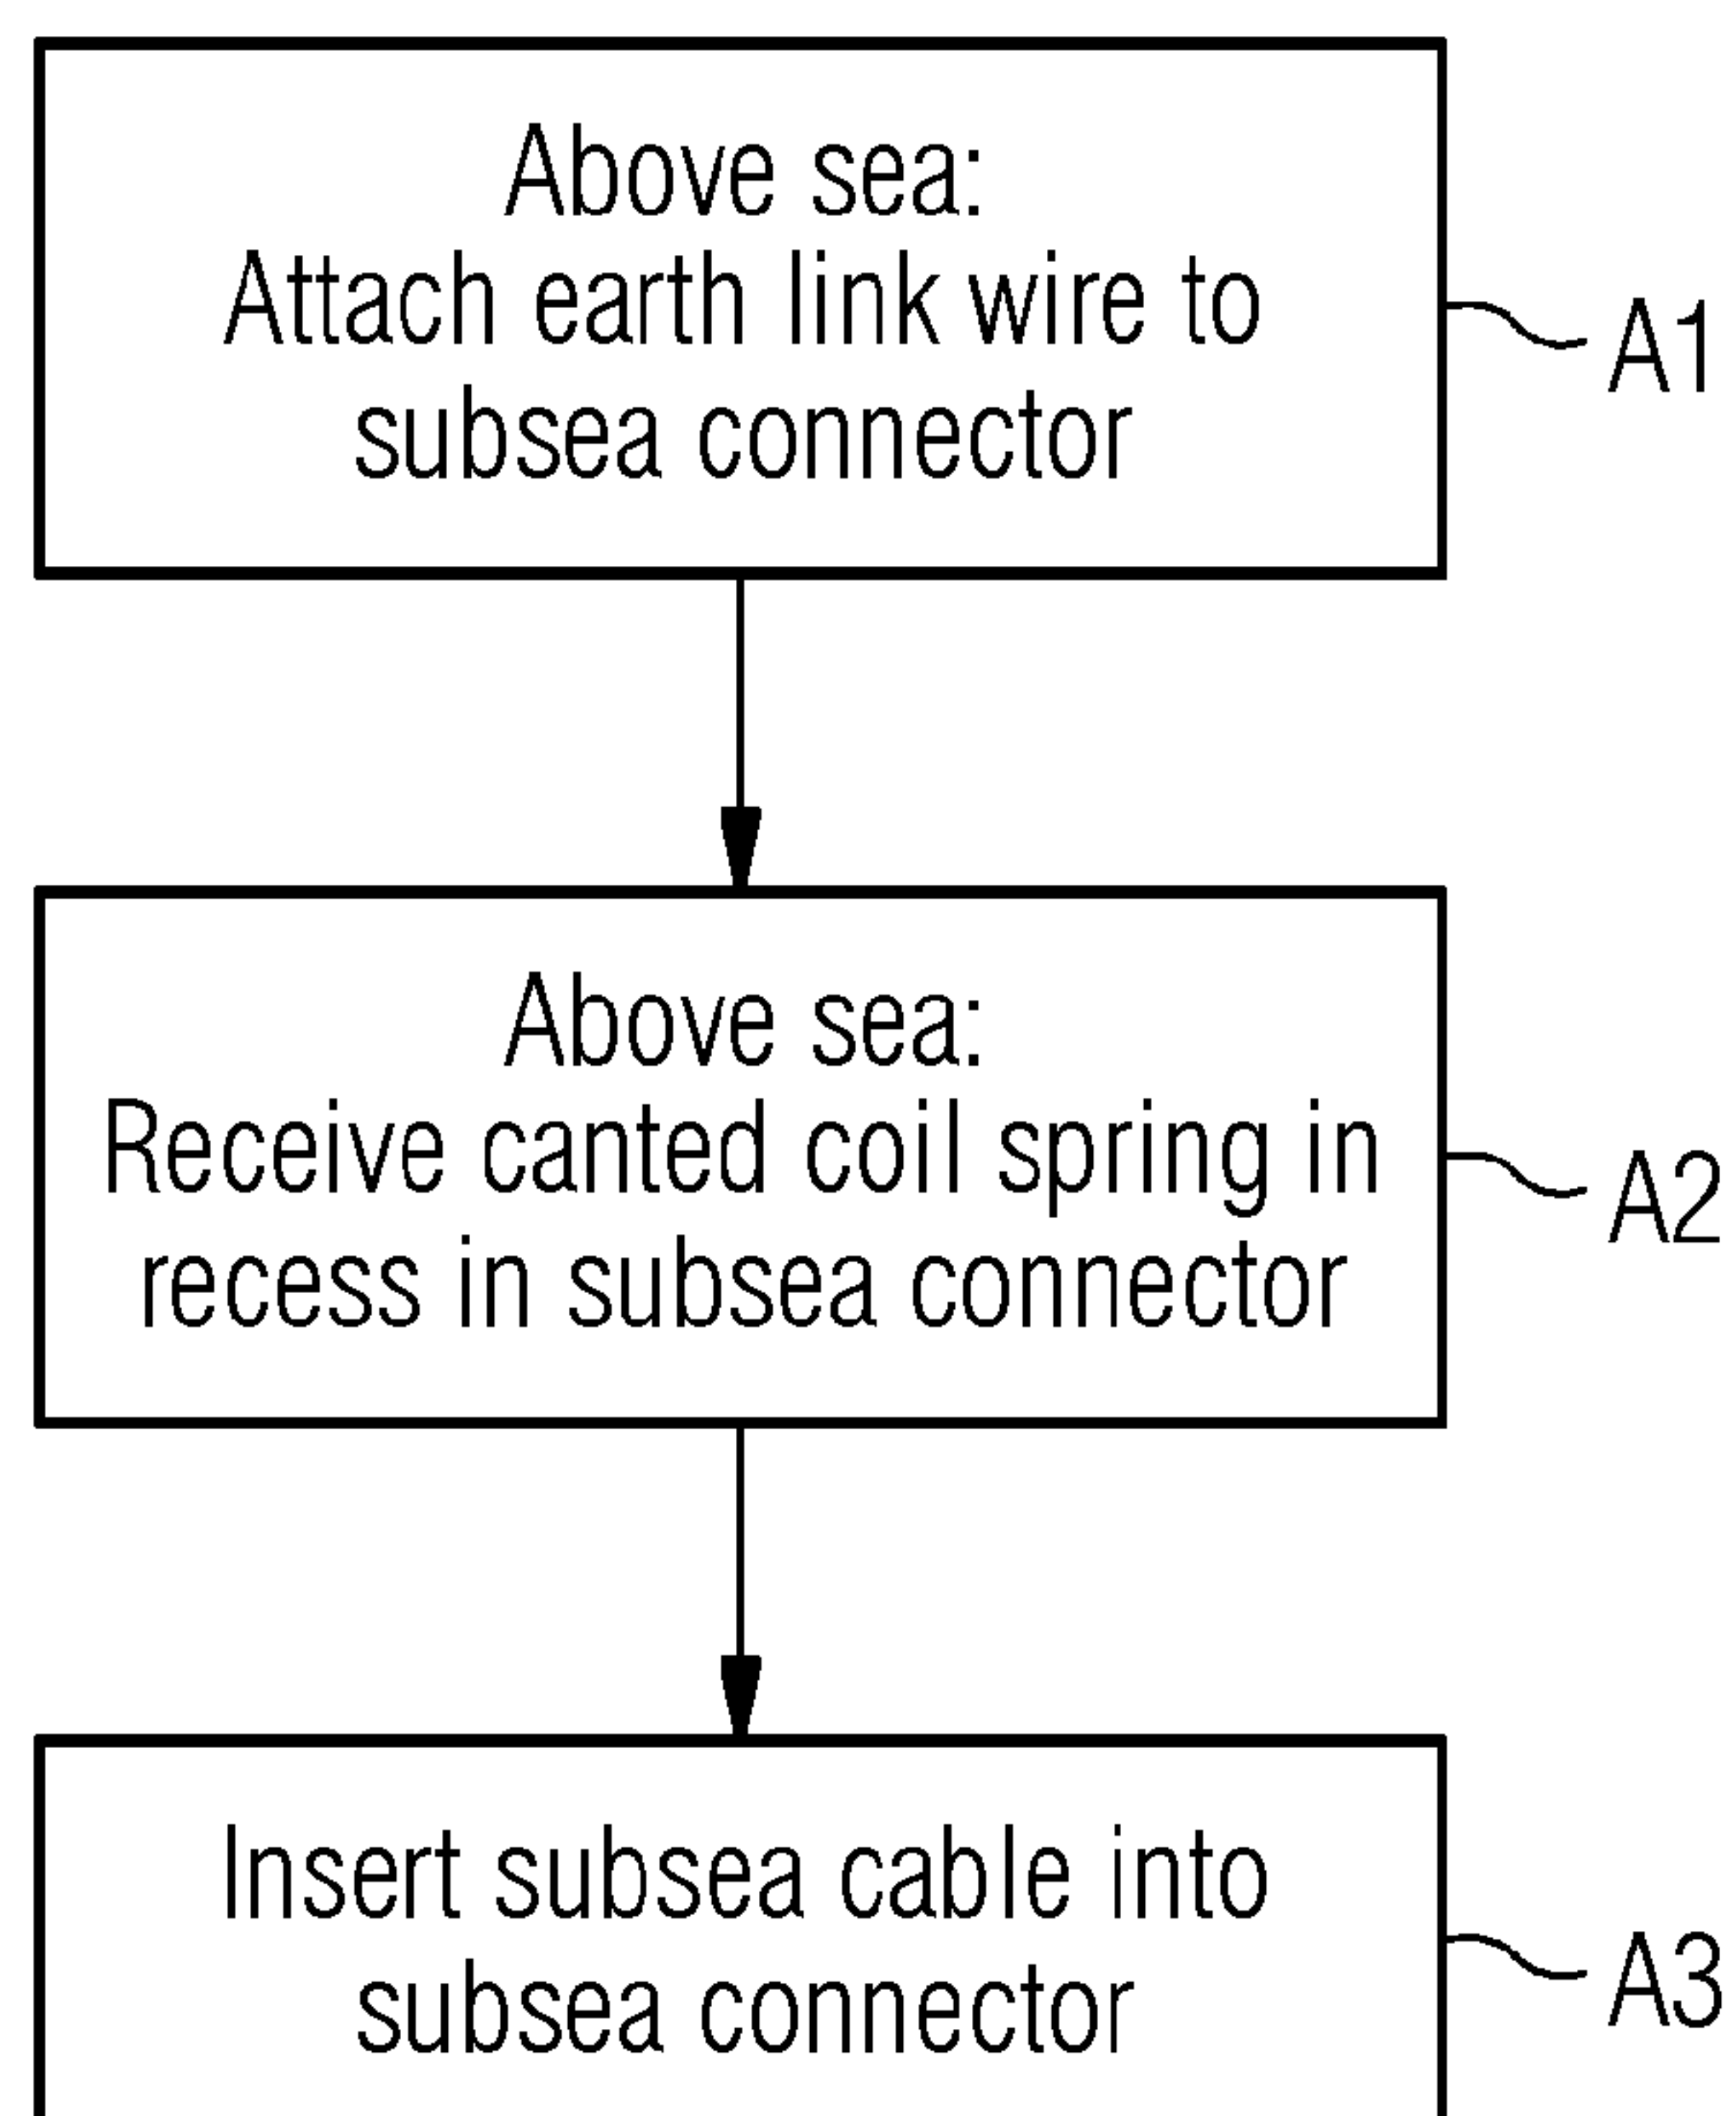 Above sea:
Attach earth link wire to
subsea connector
A1
Above sea:
Receive canted coil spring in
recess in subsea connector
A2
Insert subsea cable into
subsea connector
A3